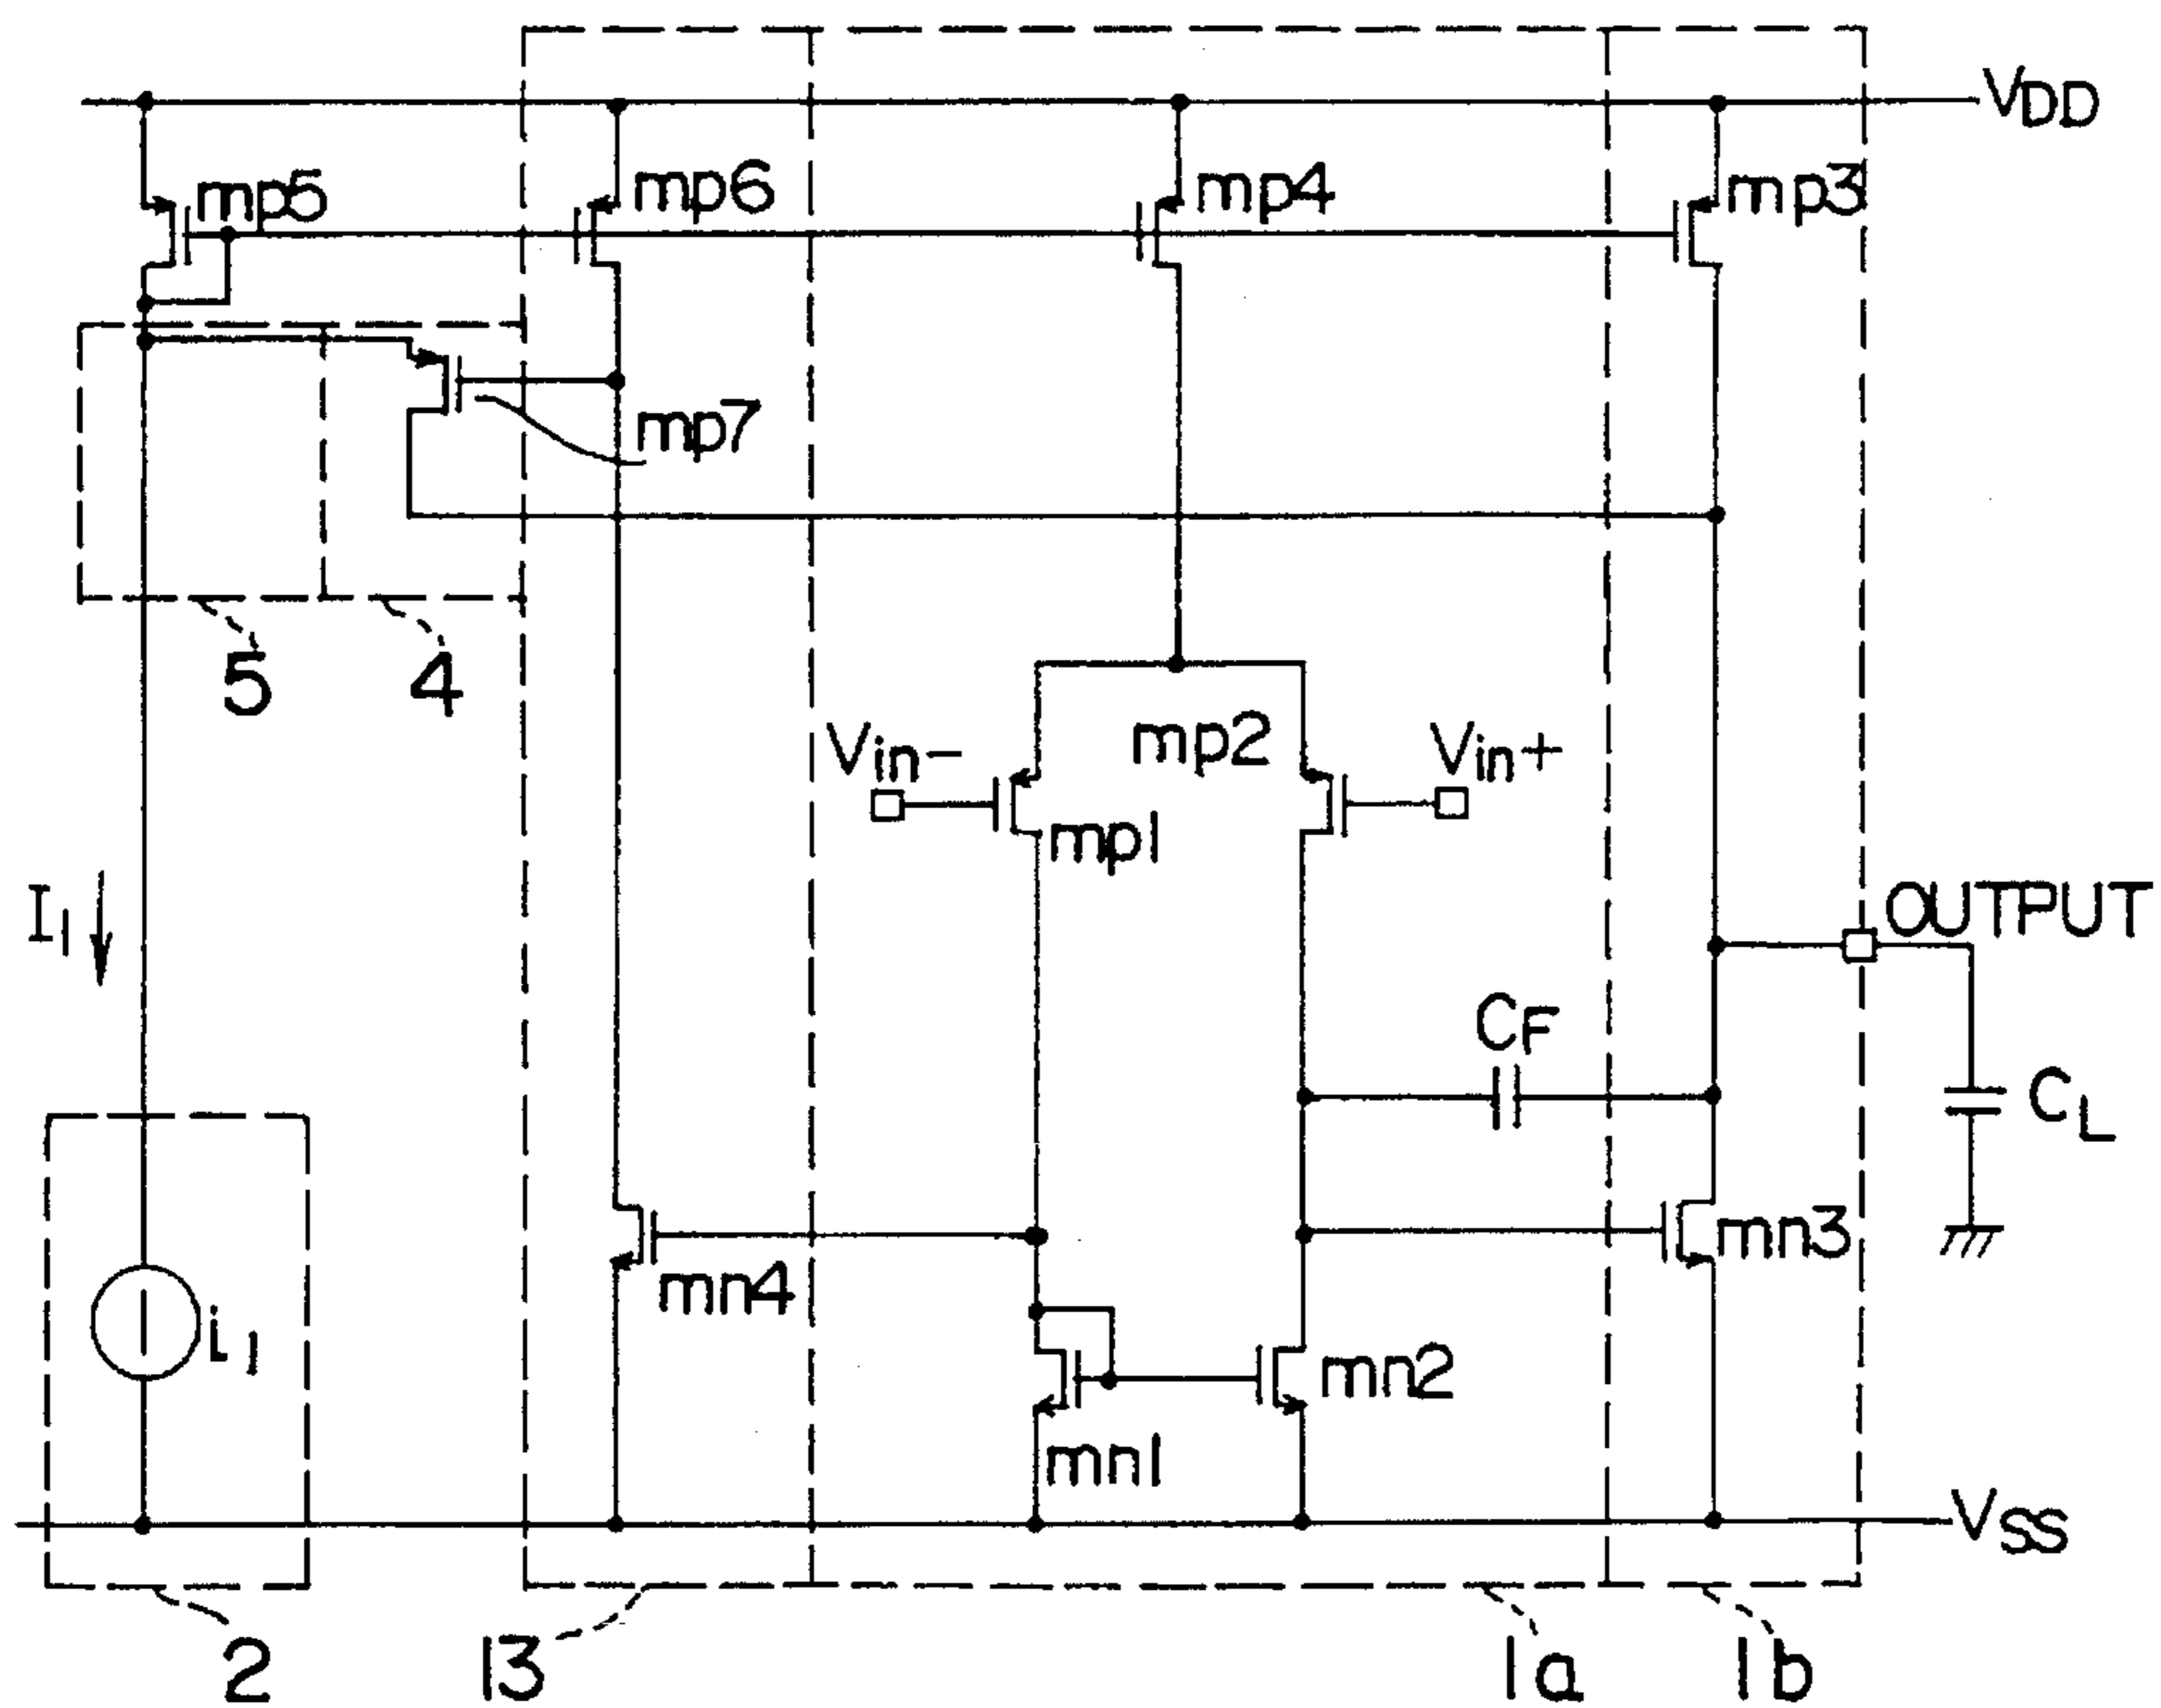 VDD
mp5
mp6
mp4
mp3
mp7
5
4
Vin-
mp2
Vin+
mp1
I1
OUTPUT
CF
CL
mn3
mn4
i1
mn2
mn1
VSS
2
13
1a
1b